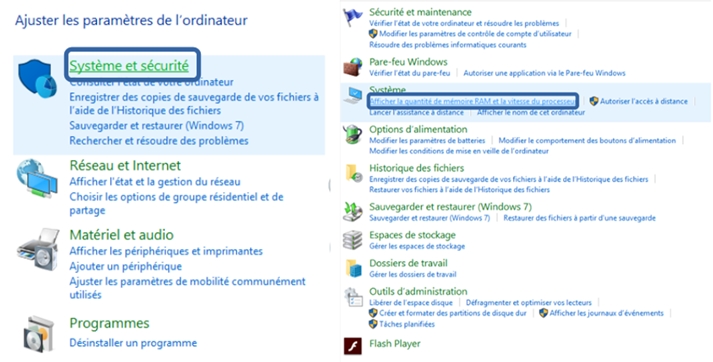 Ajuster les paramètres de l'ordinateur
Système et sécurité
Consulter l'état de votre ordinateur
Enregistrer des copies de sauvegarde de vos fichiers à
l'aide de l'Historique des fichiers
Sauvegarder et restaurer (Windows 7)
Rechercher et résoudre des problèmes
Réseau et Internet
Afficher l'état et la gestion du réseau
Choisir les options de groupe résidentiel et de
partage
Matériel et audio
Afficher les périphériques et imprimantes
Ajouter un périphérique
Ajuster les paramètres de mobilité communément
utilisés
Programmes
Désinstaller un programme
Sécurité et maintenance
Vérifier l'état de votre ordinateur et résoudre les problèmes
Modifier les paramètres de contrôle de compte d'utilisateur
Résoudre des problèmes informatiques courants
Pare-feu Windows
Vérifier l'état du pare-feu Autoriser une application via le Pare-feu Windows
Système
Afficher la quantité de mémoire RAM et la vitesse du processeur Autoriser l'accès à distance
Lancer l'assistance à distance Afficher le nom de cet ordinateur
Options d'alimentation
Modifier les paramètres de batteries Modifier le comportement des boutons d'alimentation
Modifier les conditions de mise en veille de l'ordinateur
Historique des fichiers
Enregistrer des copies de sauvegarde de vos fichiers à l'aide de l'Historique des fichiers
Restaurer vos fichiers à l'aide de l'Historique des fichiers
Sauvegarder et restaurer (Windows 7)
Sauvegarder et restaurer (Windows 7) Restaurer des fichiers à partir d'une sauvegarde
Espaces de stockage
Gérer les espaces de stockage
Dossiers de travail
Gérer les dossiers de travail
Outils d'administration
Libérer de l'espace disque Défragmenter et optimiser vos lecteurs
Créer et formater des partitions de disque dur Afficher les journaux d'événements
Tâches planifiées
Flash Player